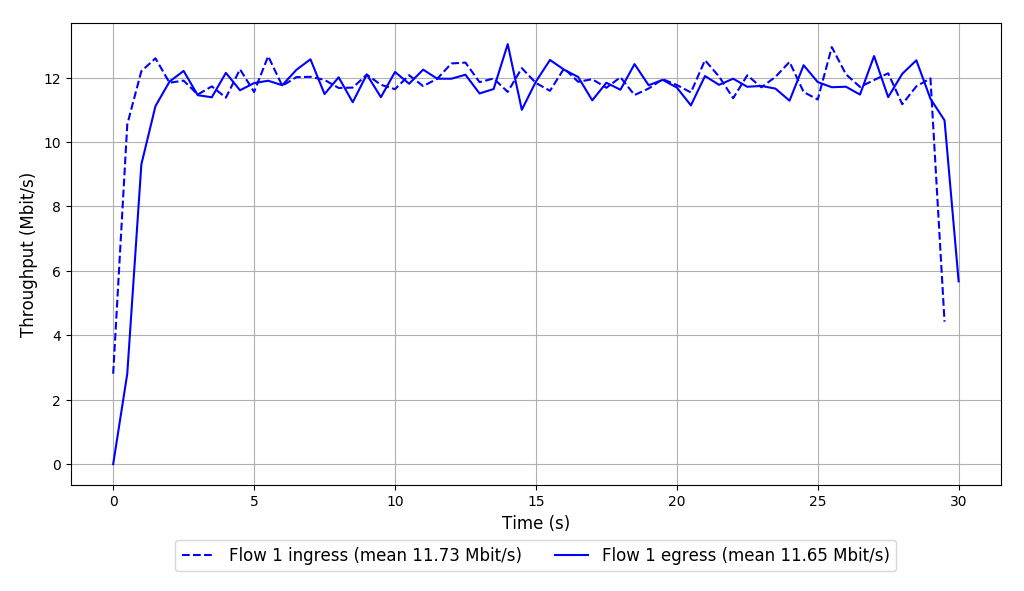 Throughput (Mbit/s)
12
10
8
6
4
2
0
0 5 10 15 20 25 30
Time (s)
Flow 1 ingress (mean 11.73 Mbit/s) Flow 1 egress (mean 11.65 Mbit/s)